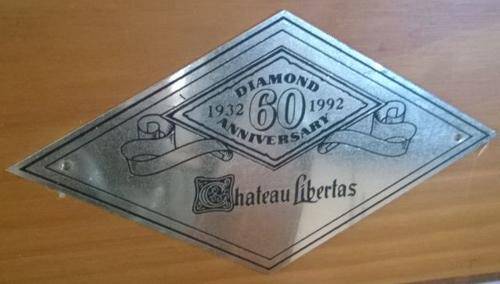 DIAMOND
1932 60 1992
ANNIVERSARY
Chateau Libertas